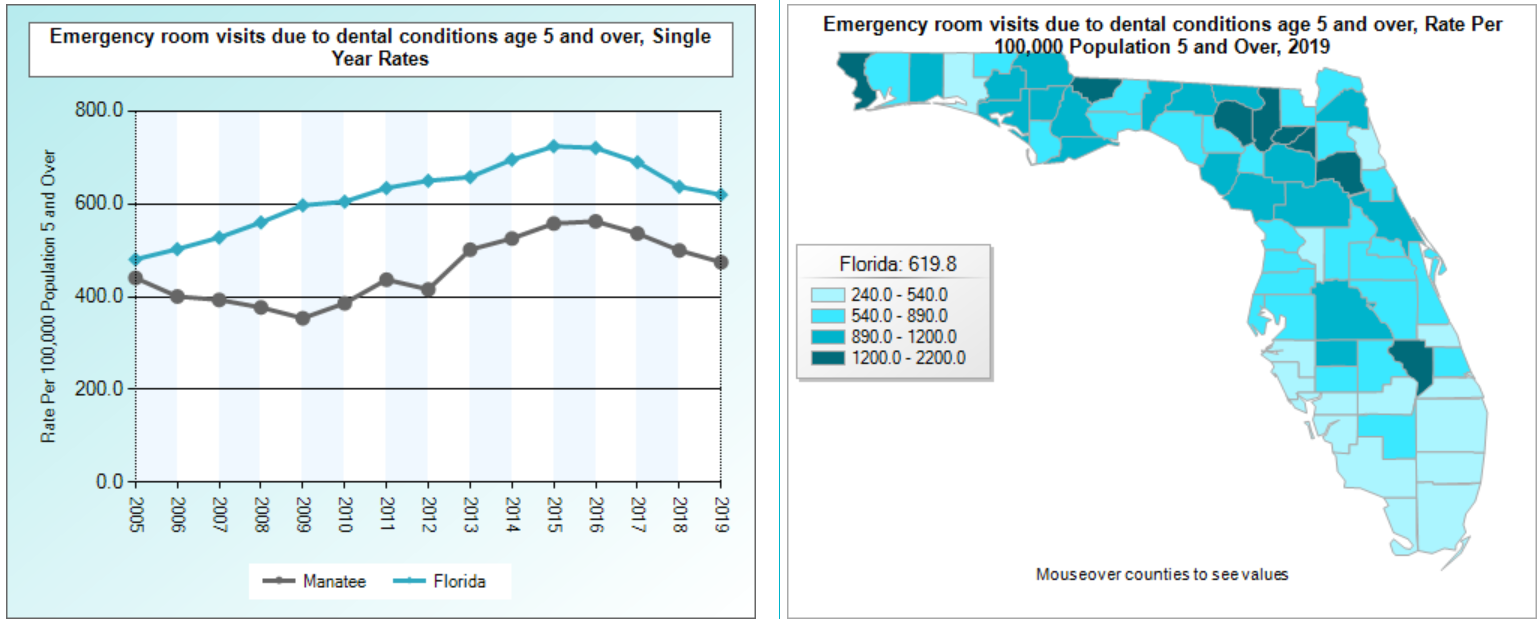 Emergency room visits due to dental conditions age 5 and over, Single
Year Rates
Rate Per 100,000 Population 5 and Over
800.0
600.0
400.0
200.0
0.0
2005
2006
2007
2008
2009
2010
2011
2012
2013
2014
2015
2016
2017
2018
2019
Manatee
Florida
Emergency room visits due to dental conditions age 5 and over, Rate Per
100,000 Population 5 and Over, 2019
Florida: 619.8
240.0 - 540.0
540.0 - 890.0
890.0 - 1200.0
1200.0 - 2200.0
Mouseover counties to see values